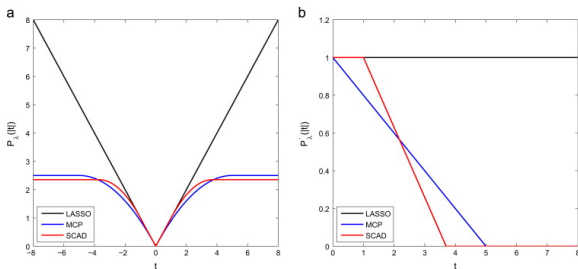 a
8
7
6
5
4
3
2
1
0
P_λ(|t|)
−8 −6 −4 −2 0 2 4 6 8
t
LASSO
MCP
SCAD
b
1.2
1
0.8
0.6
0.4
0.2
0
P'_λ(|t|)
0 1 2 3 4 5 6 7 8
t
LASSO
MCP
SCAD